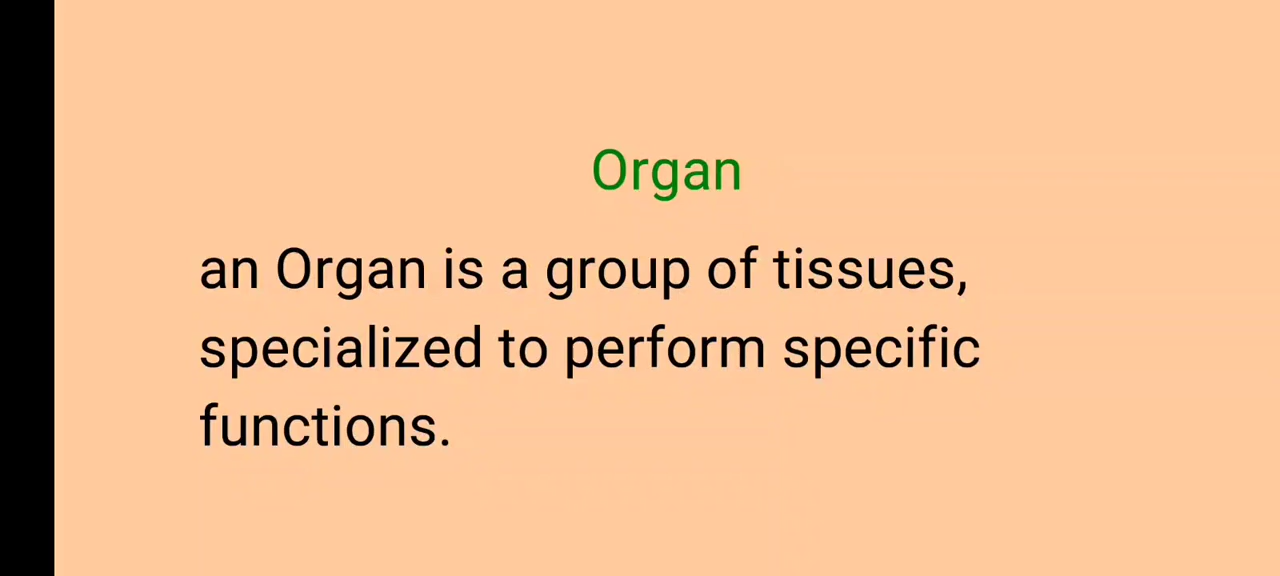 Organ
an Organ is a group of tissues,
specialized to perform specific
functions.